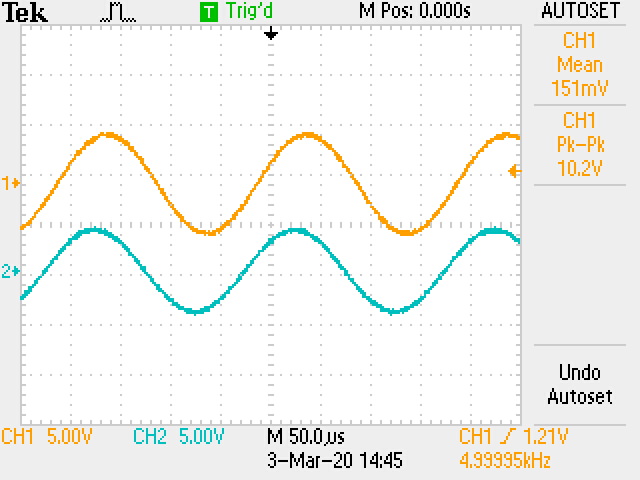 Tek T Trig'd M Pos: 0.000s AUTOSET
CH1
Mean
151mV
CH1
Pk-Pk
10.2V
1
2
Undo
Autoset
CH1 5.00V CH2 5.00V M 50.0µs CH1 1.21V
3-Mar-20 14:45 4.99995kHz